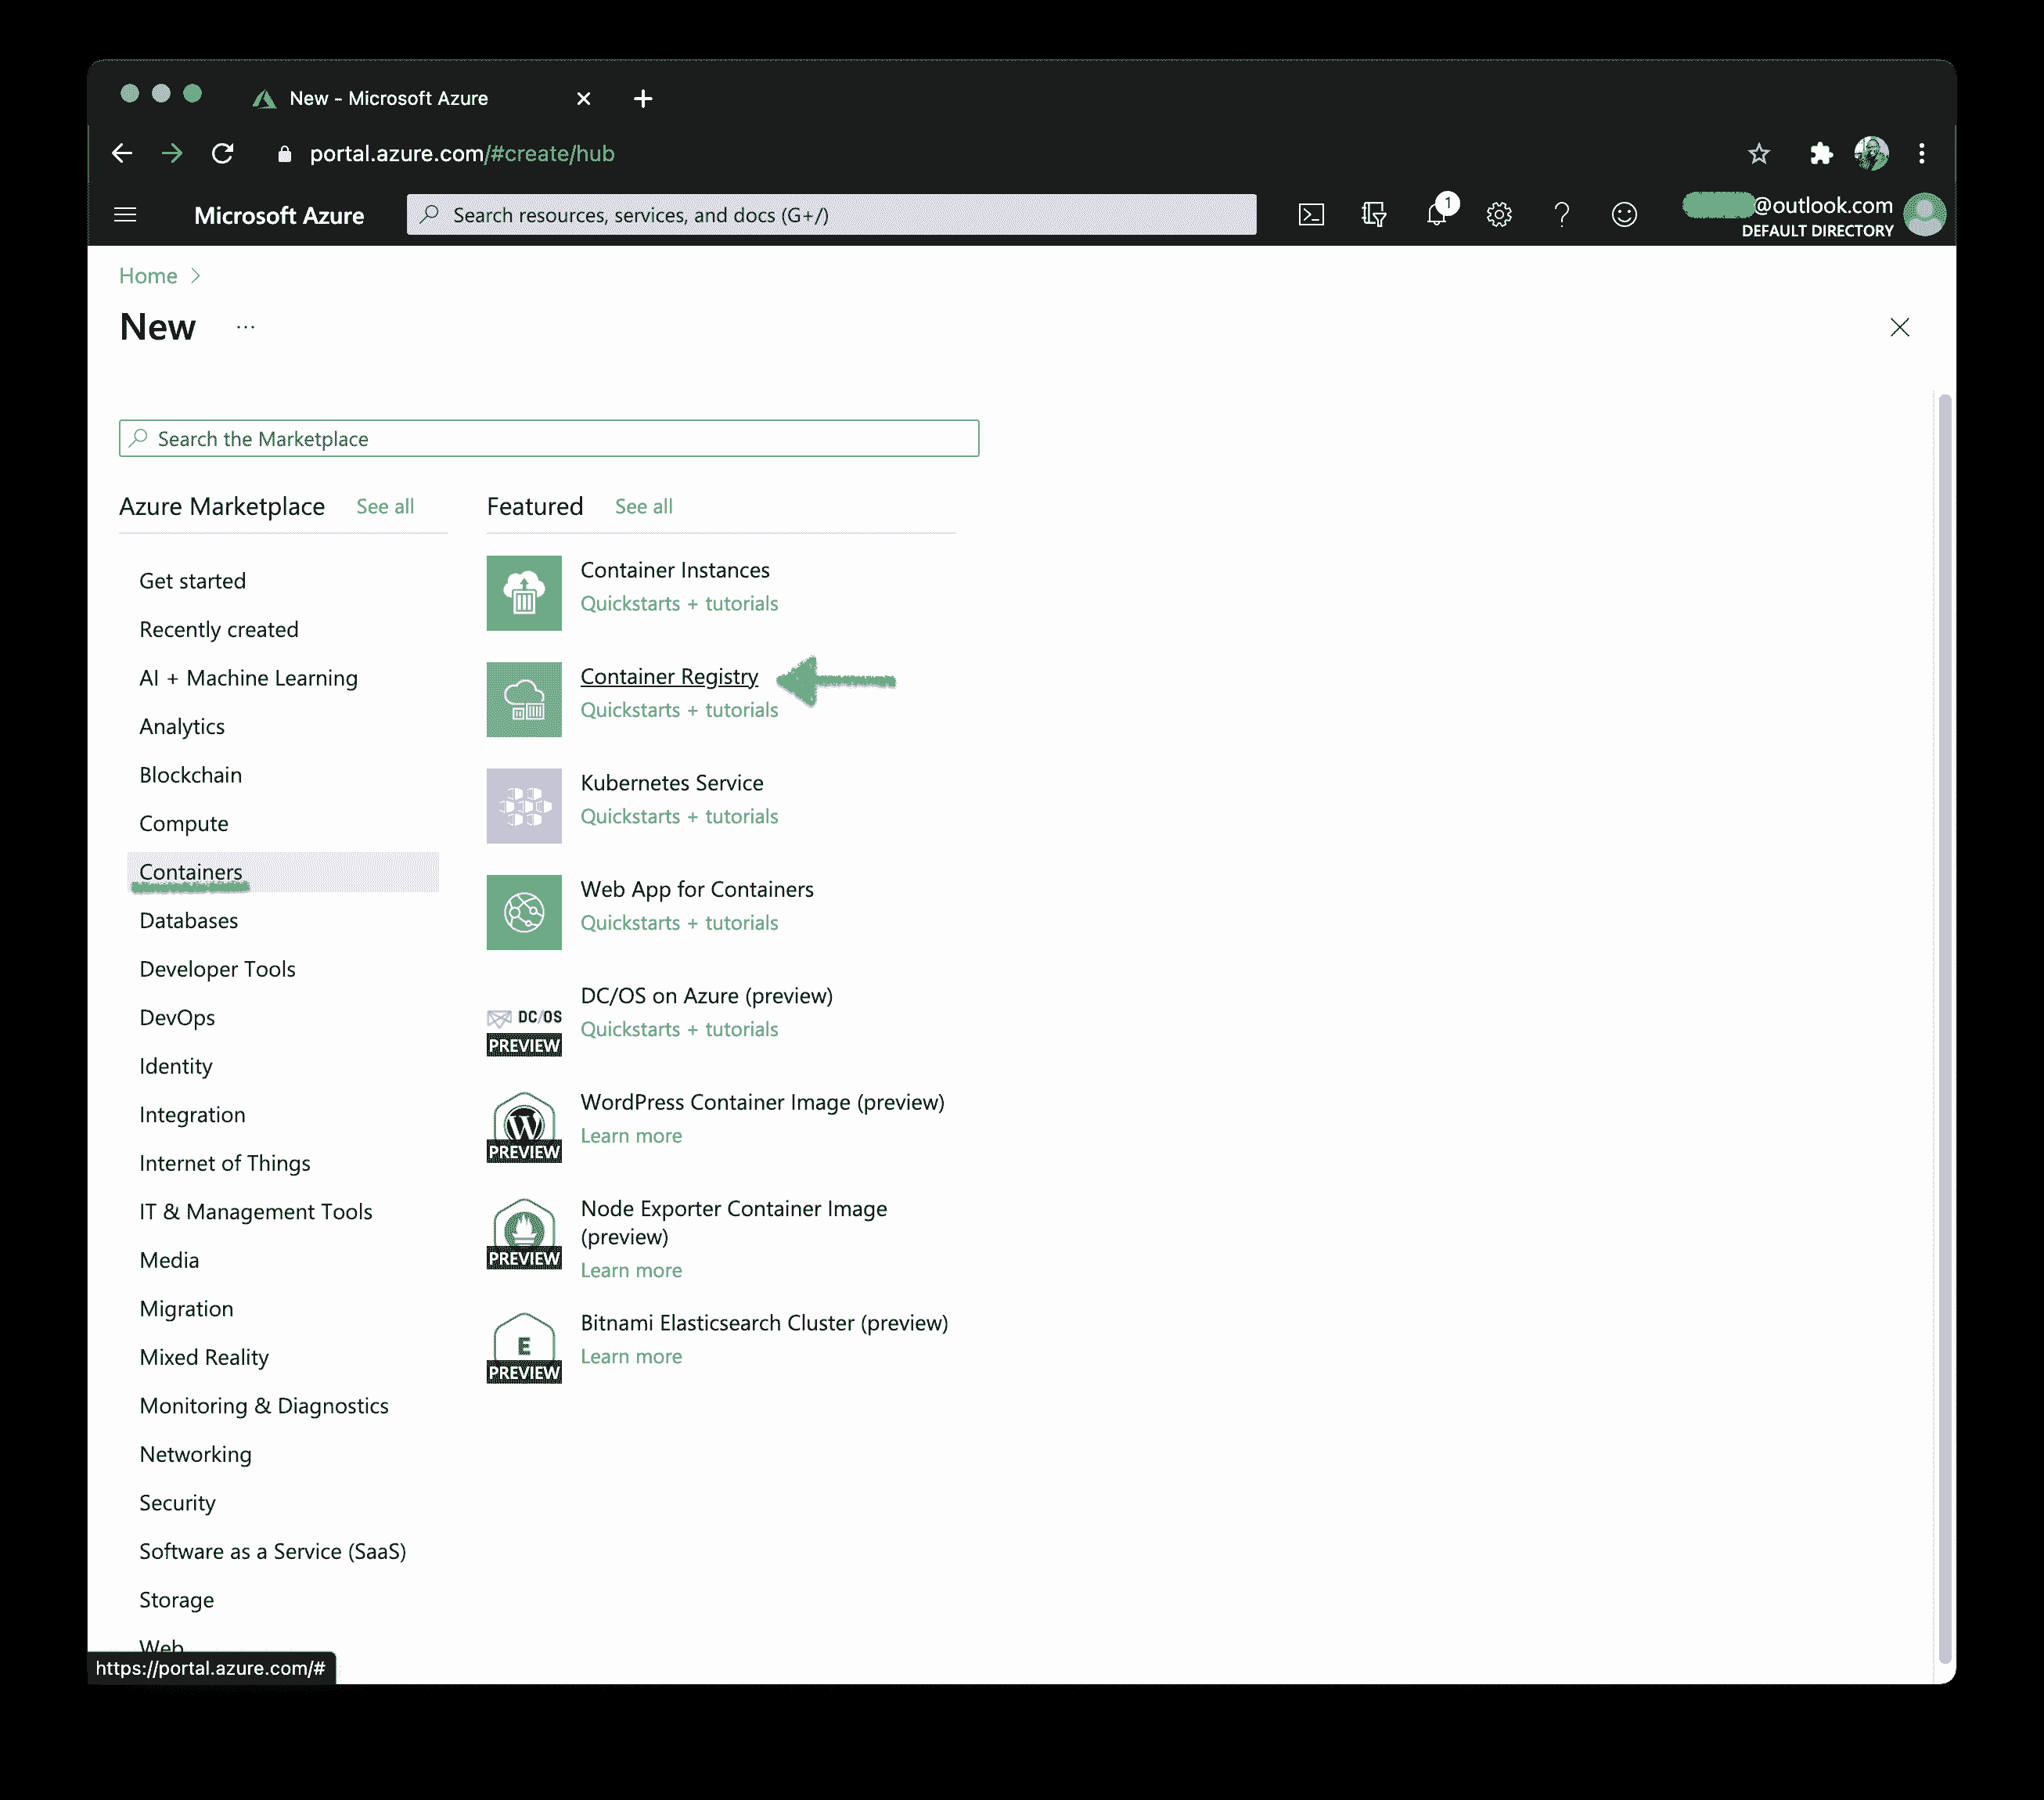 New - Microsoft Azure
portal.azure.com/#create/hub
Microsoft Azure
Search resources, services, and docs (G+/)
1
@outlook.com
DEFAULT DIRECTORY
Home
New
Search the Marketplace
Azure Marketplace See all
Get started
Recently created
AI + Machine Learning
Analytics
Blockchain
Compute
Containers
Databases
Developer Tools
DevOps
Identity
Integration
Internet of Things
IT & Management Tools
Media
Migration
Mixed Reality
Monitoring & Diagnostics
Networking
Security
Software as a Service (SaaS)
Storage
Web
Featured See all
Container Instances
Quickstarts + tutorials
Container Registry
Quickstarts + tutorials
Kubernetes Service
Quickstarts + tutorials
Web App for Containers
Quickstarts + tutorials
DC/OS
PREVIEW
DC/OS on Azure (preview)
Quickstarts + tutorials
PREVIEW
WordPress Container Image (preview)
Learn more
PREVIEW
Node Exporter Container Image
(preview)
Learn more
E
PREVIEW
Bitnami Elasticsearch Cluster (preview)
Learn more
https://portal.azure.com/#